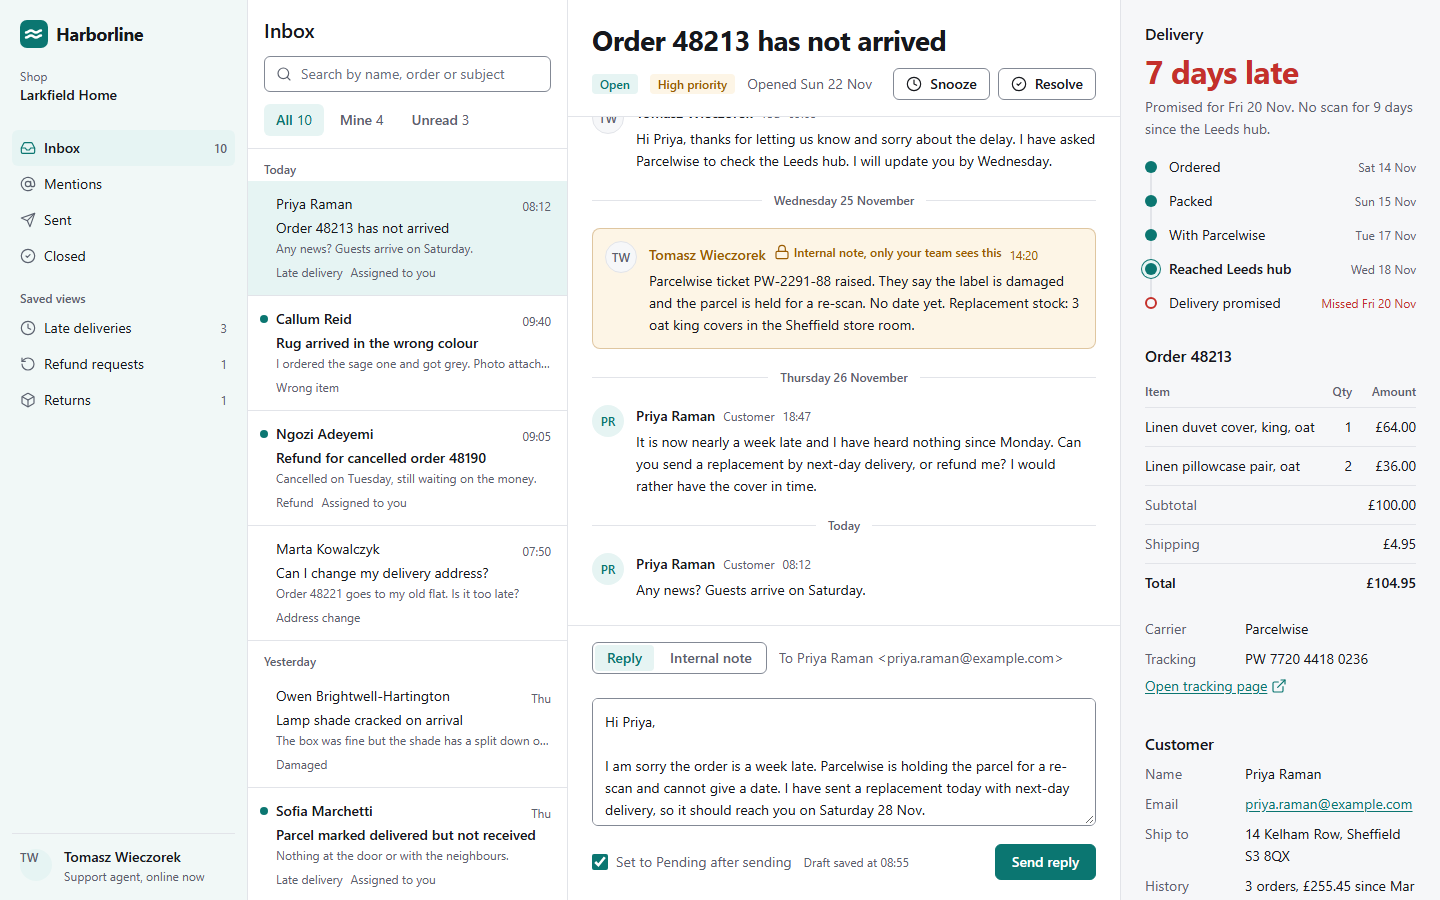 Harborline
Shop
Larkfield Home
Inbox 10
Mentions
Sent
Closed
Saved views
Late deliveries 3
Refund requests 1
Returns 1
TW
Tomasz Wieczorek
Support agent, online now
Inbox
Search by name, order or subject
All 10 Mine 4 Unread 3
Today
Priya Raman 08:12
Order 48213 has not arrived
Any news? Guests arrive on Saturday.
Late delivery Assigned to you
Callum Reid 09:40
Rug arrived in the wrong colour
I ordered the sage one and got grey. Photo attach...
Wrong item
Ngozi Adeyemi 09:05
Refund for cancelled order 48190
Cancelled on Tuesday, still waiting on the money.
Refund Assigned to you
Marta Kowalczyk 07:50
Can I change my delivery address?
Order 48221 goes to my old flat. Is it too late?
Address change
Yesterday
Owen Brightwell-Hartington Thu
Lamp shade cracked on arrival
The box was fine but the shade has a split down o...
Damaged
Sofia Marchetti Thu
Parcel marked delivered but not received
Nothing at the door or with the neighbours.
Late delivery Assigned to you
Order 48213 has not arrived
Open High priority Opened Sun 22 Nov Snooze Resolve
TW
Hi Priya, thanks for letting us know and sorry about the delay. I have asked
Parcelwise to check the Leeds hub. I will update you by Wednesday.
Wednesday 25 November
TW Tomasz Wieczorek Internal note, only your team sees this 14:20
Parcelwise ticket PW-2291-88 raised. They say the label is damaged
and the parcel is held for a re-scan. No date yet. Replacement stock: 3
oat king covers in the Sheffield store room.
Thursday 26 November
PR Priya Raman Customer 18:47
It is now nearly a week late and I have heard nothing since Monday. Can
you send a replacement by next-day delivery, or refund me? I would
rather have the cover in time.
Today
PR Priya Raman Customer 08:12
Any news? Guests arrive on Saturday.
Reply Internal note To Priya Raman <priya.raman@example.com>
Hi Priya,
I am sorry the order is a week late. Parcelwise is holding the parcel for a re-
scan and cannot give a date. I have sent a replacement today with next-day
delivery, so it should reach you on Saturday 28 Nov.
Set to Pending after sending Draft saved at 08:55 Send reply
Delivery
7 days late
Promised for Fri 20 Nov. No scan for 9 days
since the Leeds hub.
Ordered Sat 14 Nov
Packed Sun 15 Nov
With Parcelwise Tue 17 Nov
Reached Leeds hub Wed 18 Nov
Delivery promised Missed Fri 20 Nov
Order 48213
Item Qty Amount
Linen duvet cover, king, oat 1 £64.00
Linen pillowcase pair, oat 2 £36.00
Subtotal £100.00
Shipping £4.95
Total £104.95
Carrier Parcelwise
Tracking PW 7720 4418 0236
Open tracking page
Customer
Name Priya Raman
Email priya.raman@example.com
Ship to 14 Kelham Row, Sheffield
S3 8QX
History 3 orders, £255.45 since Mar